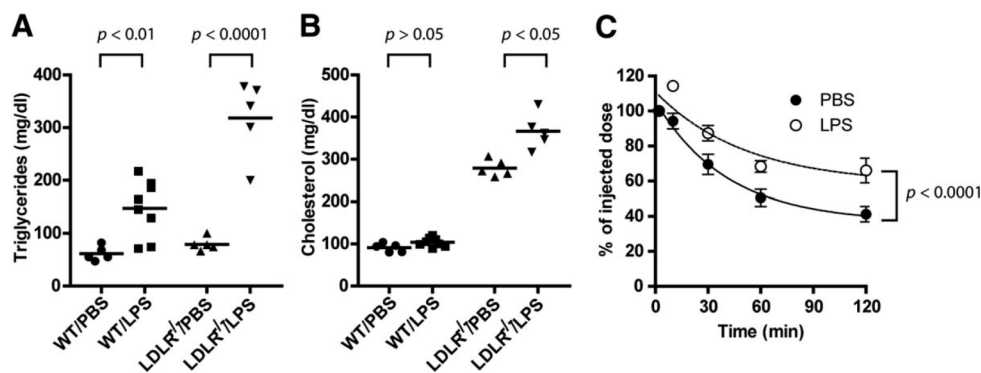 A
p < 0.01
p < 0.0001
Triglycerides (mg/dl)
400
300
200
100
0
WT/PBS
WT/LPS
LDLR-/-/PBS
LDLR-/-/LPS
B
p > 0.05
p < 0.05
Cholesterol (mg/dl)
500
400
300
200
100
0
WT/PBS
WT/LPS
LDLR-/-/PBS
LDLR-/-/LPS
C
% of injected dose
120
100
80
60
40
20
0
PBS
LPS
p < 0.0001
0 30 60 90 120
Time (min)